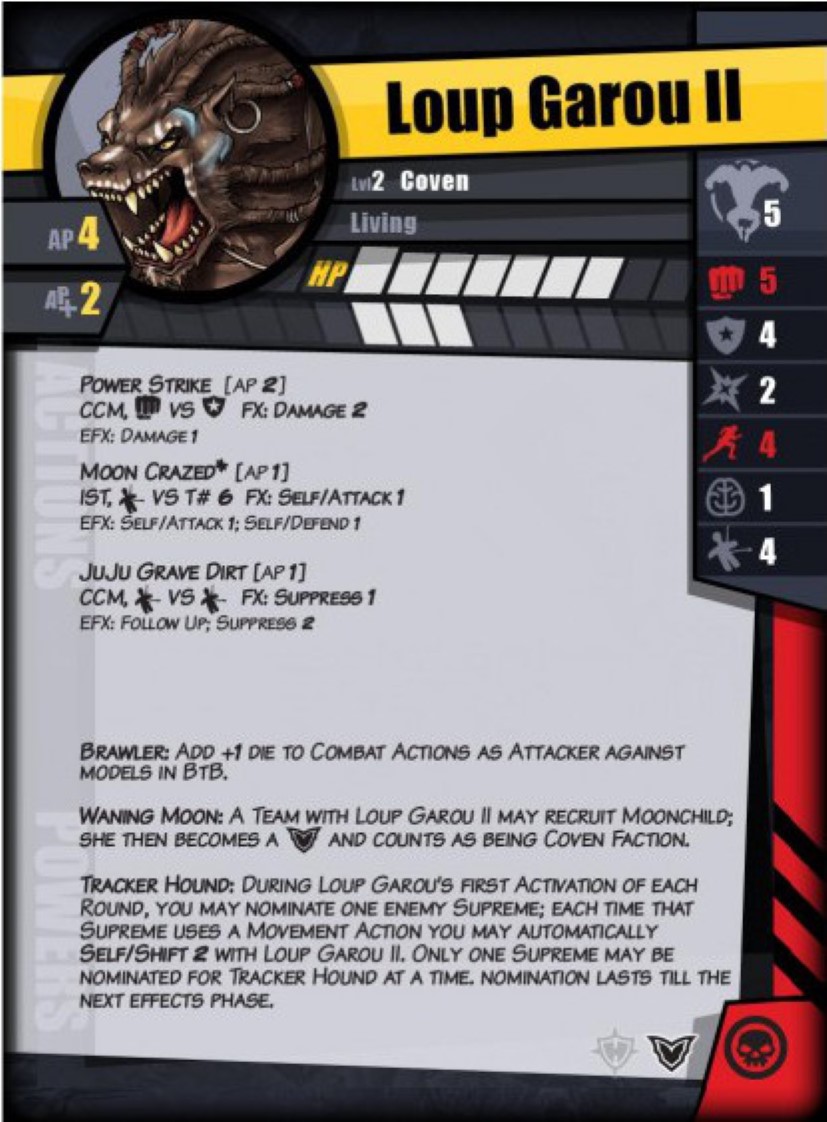 Loup Garou II
Lvl2 Coven
Living
AP 4
HP
AP+ 2
5
5
4
2
4
1
4
ACTIONS
POWER STRIKE [AP 2]
CCM, VS FX: DAMAGE 2
EFX: DAMAGE 1
MOON CRAZED* [AP 1]
IST, VS T# 6 FX: SELF/ATTACK 1
EFX: SELF/ATTACK 1; SELF/DEFEND 1
JUJU GRAVE DIRT [AP 1]
CCM, VS FX: SUPPRESS 1
EFX: FOLLOW UP; SUPPRESS 2
POWERS
BRAWLER: ADD +1 DIE TO COMBAT ACTIONS AS ATTACKER AGAINST
MODELS IN BTB.
WANING MOON: A TEAM WITH LOUP GAROU II MAY RECRUIT MOONCHILD;
SHE THEN BECOMES A AND COUNTS AS BEING COVEN FACTION.
TRACKER HOUND: DURING LOUP GAROU'S FIRST ACTIVATION OF EACH
ROUND, YOU MAY NOMINATE ONE ENEMY SUPREME; EACH TIME THAT
SUPREME USES A MOVEMENT ACTION YOU MAY AUTOMATICALLY
SELF/SHIFT 2 WITH LOUP GAROU II. ONLY ONE SUPREME MAY BE
NOMINATED FOR TRACKER HOUND AT A TIME. NOMINATION LASTS TILL THE
NEXT EFFECTS PHASE.